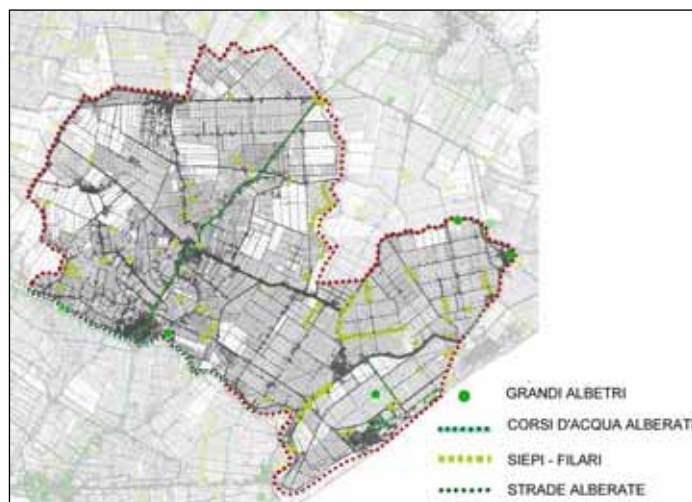 GRANDI ALBETRI
CORSI D'ACQUA ALBERATI
SIEPI - FILARI
STRADE ALBERATE